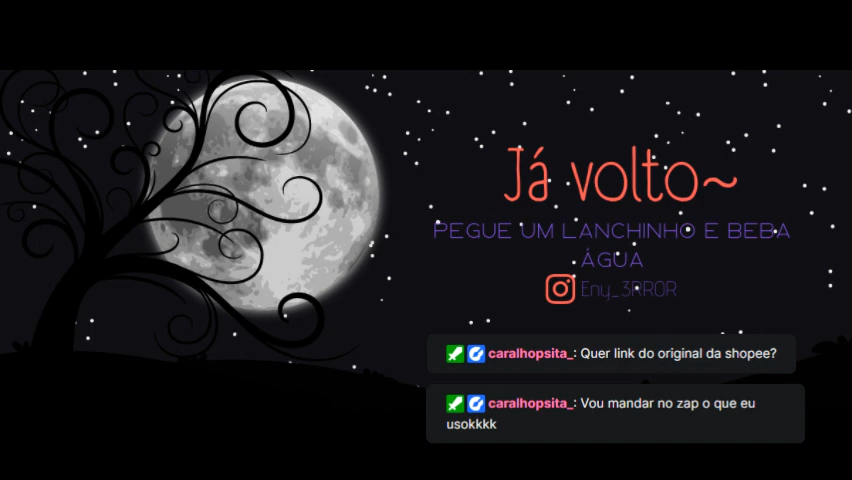 Já volto~
PEGUE UM LANCHINHO E BEBA
ÁGUA
Eny_3RROR
caralhopsita_: Quer link do original da shopee?
caralhopsita_: Vou mandar no zap o que eu
usokkkk